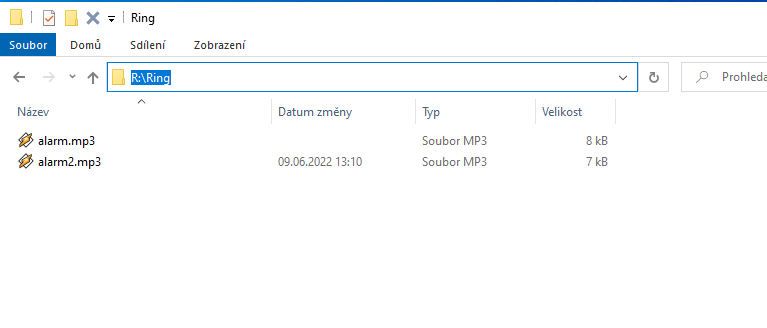 Ring
Soubor Domů Sdílení Zobrazení
R:\Ring Prohleda
Název Datum změny Typ Velikost
alarm.mp3 Soubor MP3 8 kB
alarm2.mp3 09.06.2022 13:10 Soubor MP3 7 kB